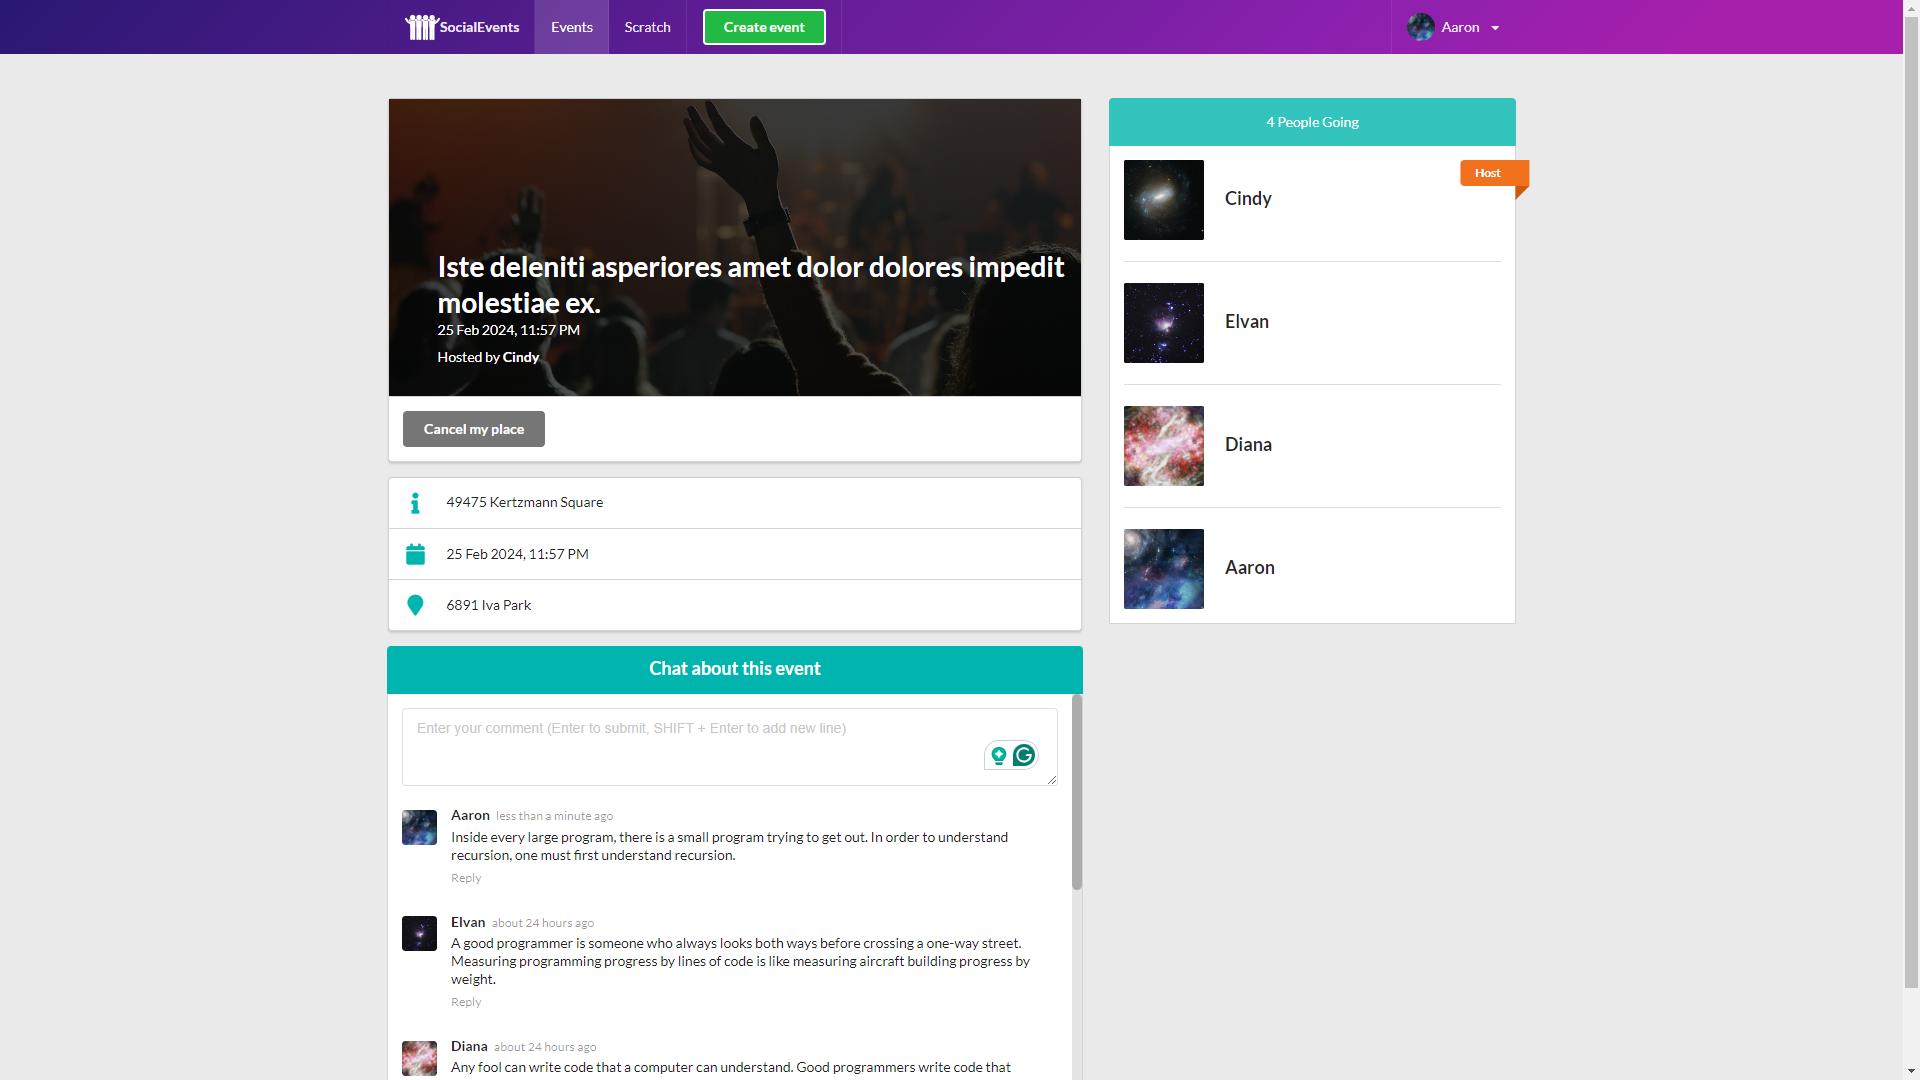 SocialEvents
Events
Scratch
Create event
Aaron
Iste deleniti asperiores amet dolor dolores impedit
molestiae ex.
25 Feb 2024, 11:57 PM
Hosted by Cindy
Cancel my place
49475 Kertzmann Square
25 Feb 2024, 11:57 PM
6891 Iva Park
Chat about this event
Enter your comment (Enter to submit, SHIFT + Enter to add new line)
Aaron less than a minute ago
Inside every large program, there is a small program trying to get out. In order to understand
recursion, one must first understand recursion.
Reply
Elvan about 24 hours ago
A good programmer is someone who always looks both ways before crossing a one-way street.
Measuring programming progress by lines of code is like measuring aircraft building progress by
weight.
Reply
Diana about 24 hours ago
Any fool can write code that a computer can understand. Good programmers write code that
4 People Going
Host
Cindy
Elvan
Diana
Aaron